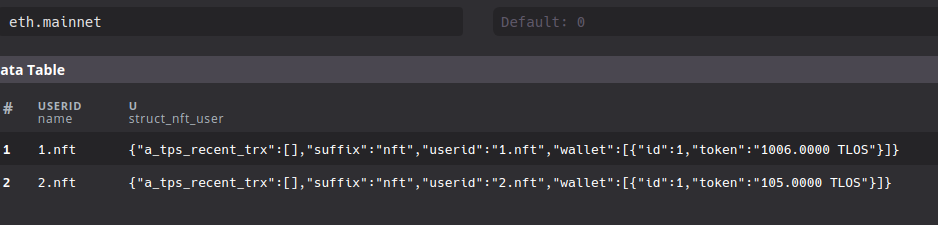 eth.mainnet Default: 0
ata Table
# USERID U
name struct_nft_user
1 1.nft {"a_tps_recent_trx":[],"suffix":"nft","userid":"1.nft","wallet":[{"id":1,"token":"1006.0000 TLOS"}]}
2 2.nft {"a_tps_recent_trx":[],"suffix":"nft","userid":"2.nft","wallet":[{"id":1,"token":"105.0000 TLOS"}]}